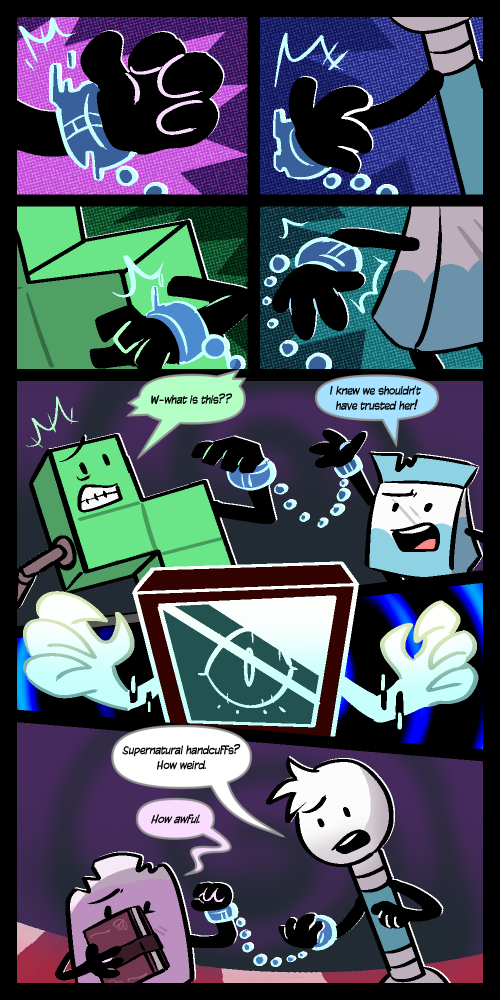 W-what is this??
I knew we shouldn't
have trusted her!
Supernatural handcuffs?
How weird.
How awful.